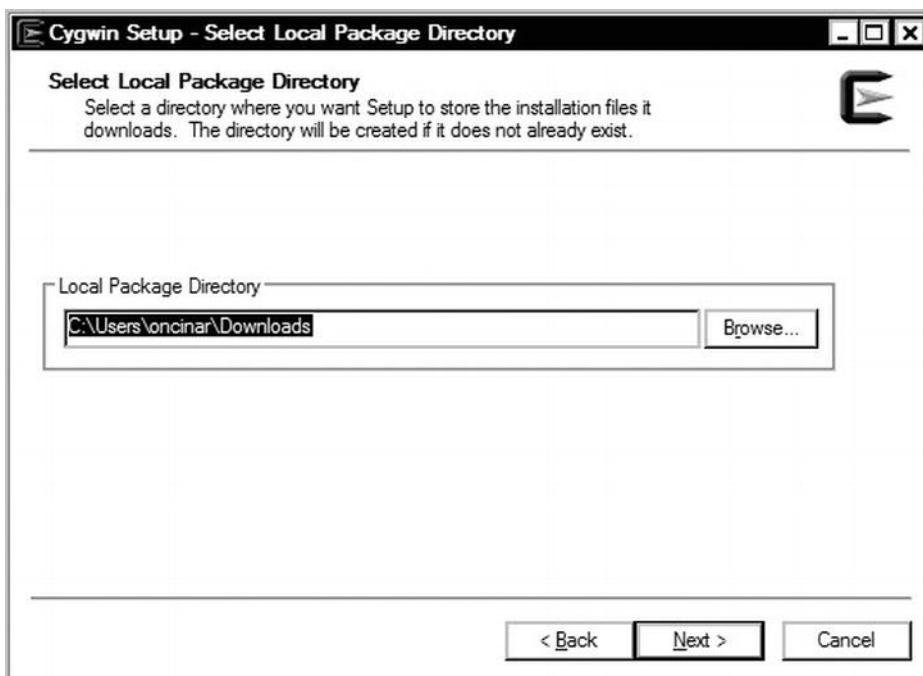 Cygwin Setup - Select Local Package Directory
Select Local Package Directory
Select a directory where you want Setup to store the installation files it
downloads. The directory will be created if it does not already exist.
Local Package Directory
C:\Users\oncinar\Downloads
Browse...
< Back
Next >
Cancel